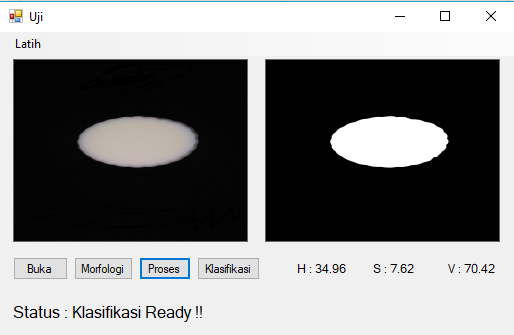 Uji
Latih
Buka Morfologi Proses Klasifikasi H : 34.96 S : 7.62 V : 70.42
Status : Klasifikasi Ready !!